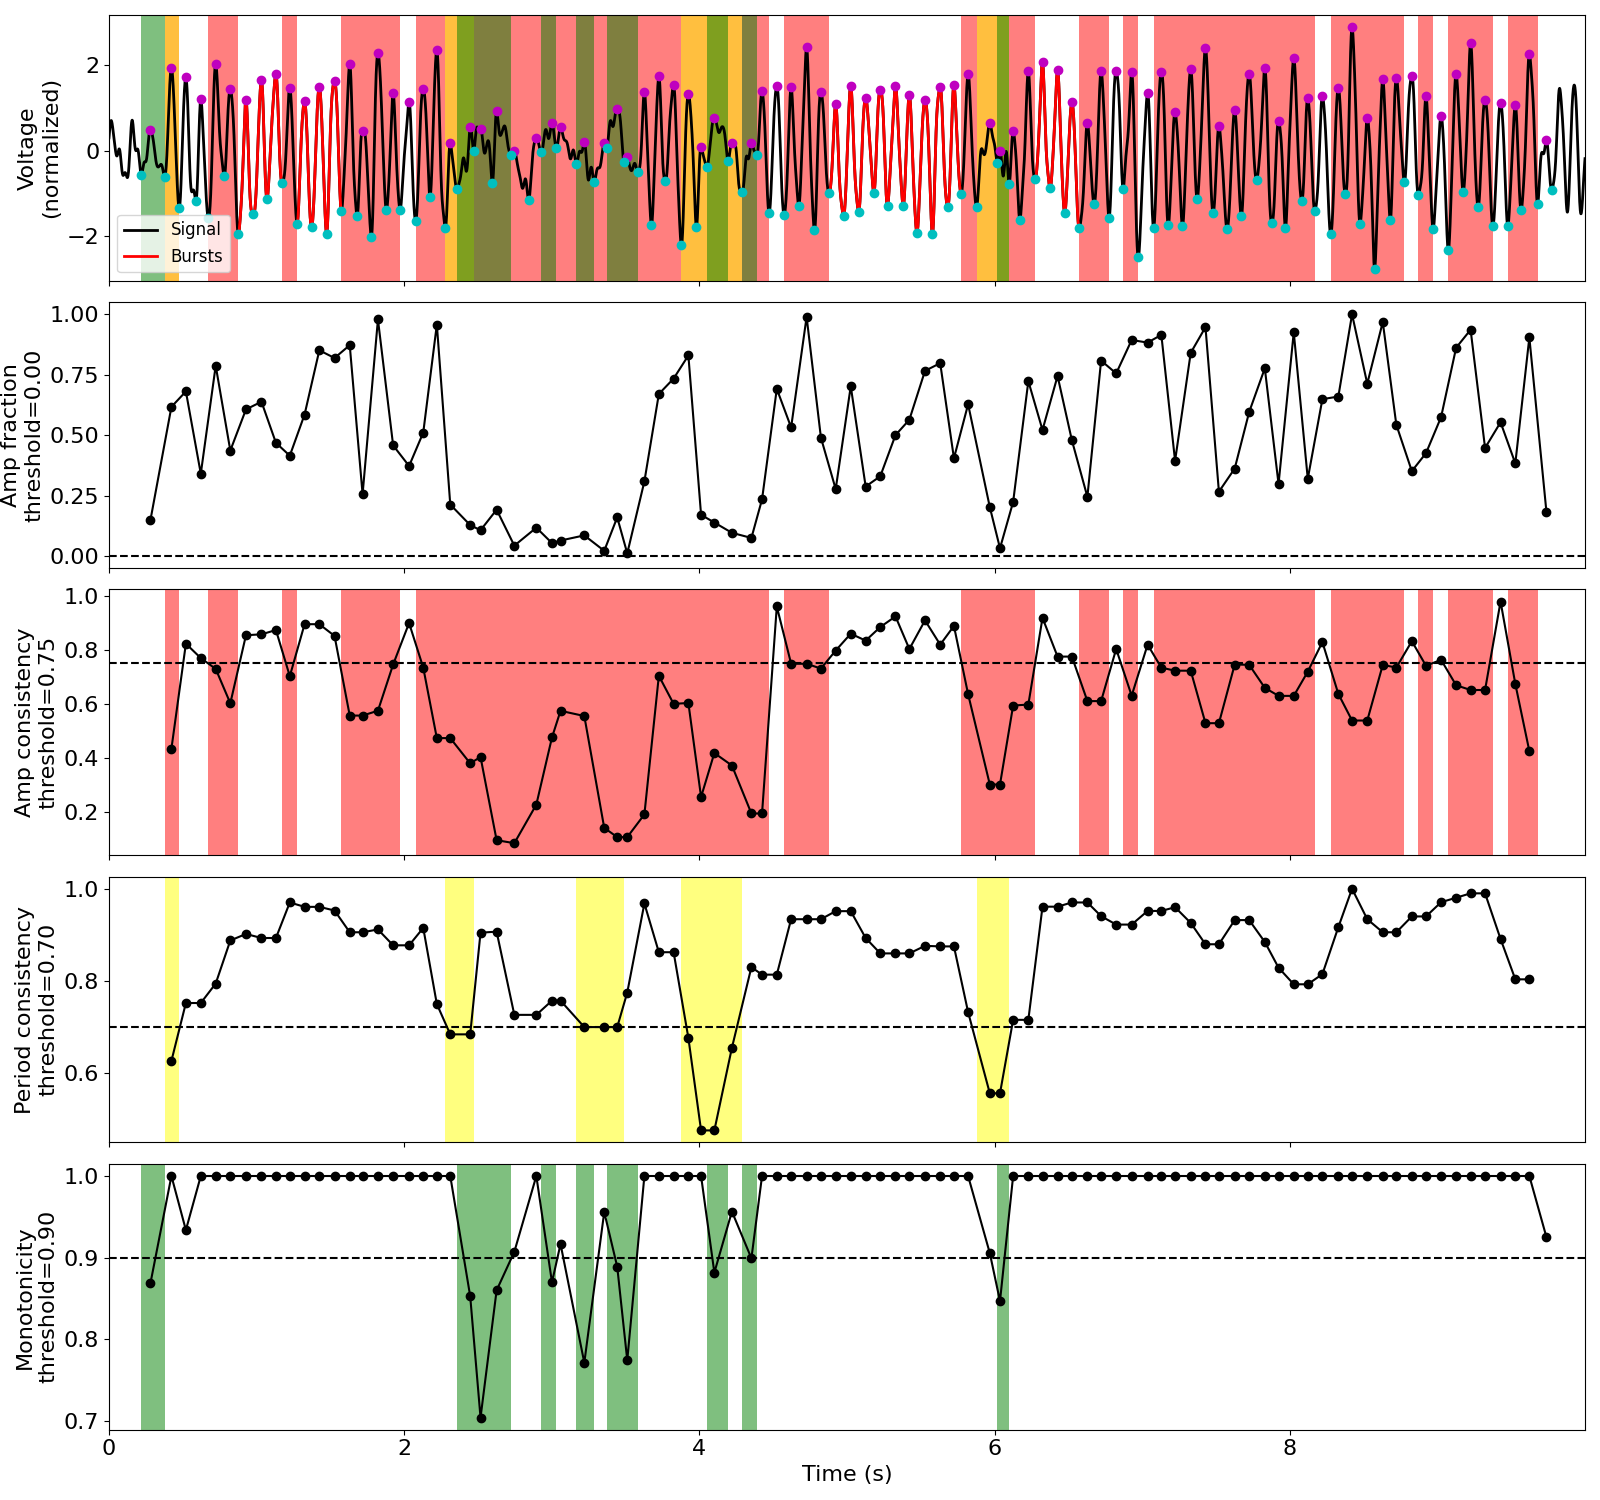 Voltage
(normalized)
2
0
−2
Signal
Bursts
Amp fraction
threshold=0.00
1.00
0.75
0.50
0.25
0.00
Amp consistency
threshold=0.75
1.0
0.8
0.6
0.4
0.2
Period consistency
threshold=0.70
1.0
0.8
0.6
Monotonicity
threshold=0.90
1.0
0.9
0.8
0.7
0 2 4 6 8
Time (s)